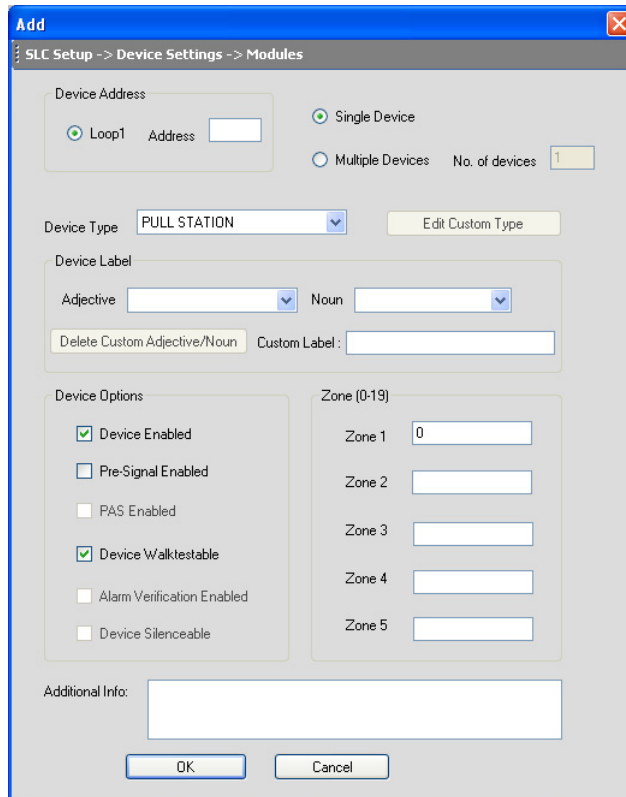 Add
SLC Setup -> Device Settings -> Modules
Device Address
Loop1 Address
Single Device
Multiple Devices No. of devices 1
Device Type PULL STATION Edit Custom Type
Device Label
Adjective Noun
Delete Custom Adjective/Noun Custom Label :
Device Options
Device Enabled
Pre-Signal Enabled
PAS Enabled
Device Walktestable
Alarm Verification Enabled
Device Silenceable
Zone (0-19)
Zone 1 0
Zone 2
Zone 3
Zone 4
Zone 5
Additional Info:
OK Cancel